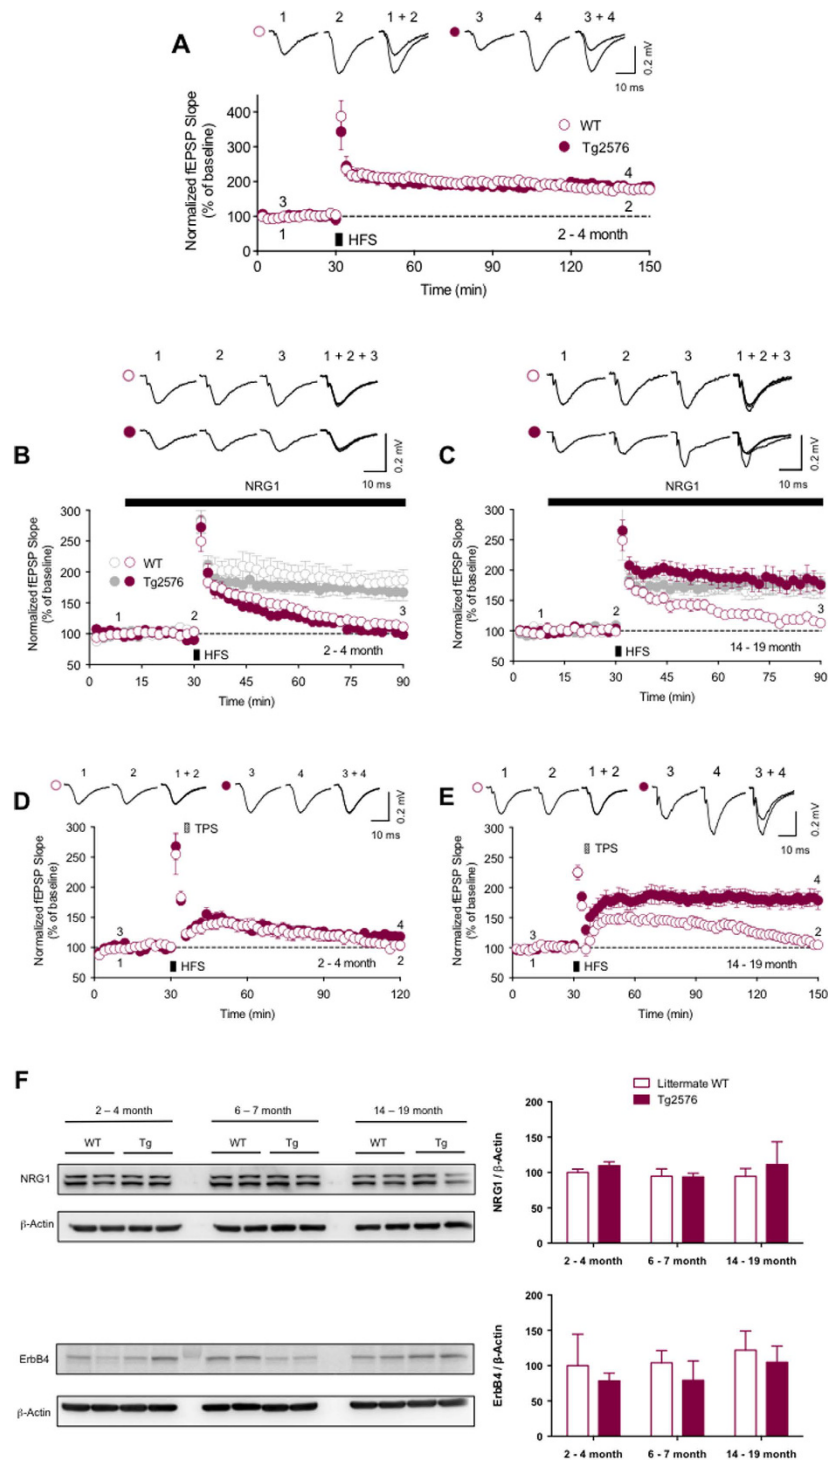 A
1 2 1 + 2 3 4 3 + 4
0.2 mV
10 ms
Normalized fEPSP Slope
(% of baseline)
400
300
200
100
0
WT
Tg2576
3
1
4
2
HFS
2 - 4 month
0 30 60 90 120 150
Time (min)
B
1 2 3 1 + 2 + 3
0.2 mV
10 ms
NRG1
Normalized fEPSP Slope
(% of baseline)
300
250
200
150
100
50
WT
Tg2576
1 2 3
HFS
2 - 4 month
0 15 30 45 60 75 90
Time (min)
C
1 2 3 1 + 2 + 3
0.2 mV
10 ms
NRG1
Normalized fEPSP Slope
(% of baseline)
300
250
200
150
100
50
1 2 3
HFS
14 - 19 month
0 15 30 45 60 75 90
Time (min)
D
1 2 1 + 2 3 4 3 + 4
0.2 mV
10 ms
Normalized fEPSP Slope
(% of baseline)
300
250
200
150
100
50
TPS
3
1
4
2
HFS
2 - 4 month
0 30 60 90 120
Time (min)
E
1 2 1 + 2 3 4 3 + 4
0.2 mV
10 ms
Normalized fEPSP Slope
(% of baseline)
300
250
200
150
100
50
TPS
3
1
4
2
HFS
14 - 19 month
0 30 60 90 120 150
Time (min)
F
2 – 4 month 6 – 7 month 14 – 19 month
WT Tg WT Tg WT Tg
NRG1
β-Actin
ErbB4
β-Actin
Littermate WT
Tg2576
NRG1 / β-Actin
200
150
100
50
0
2 - 4 month 6 - 7 month 14 - 19 month
ErbB4 / β-Actin
200
150
100
50
0
2 - 4 month 6 - 7 month 14 - 19 month